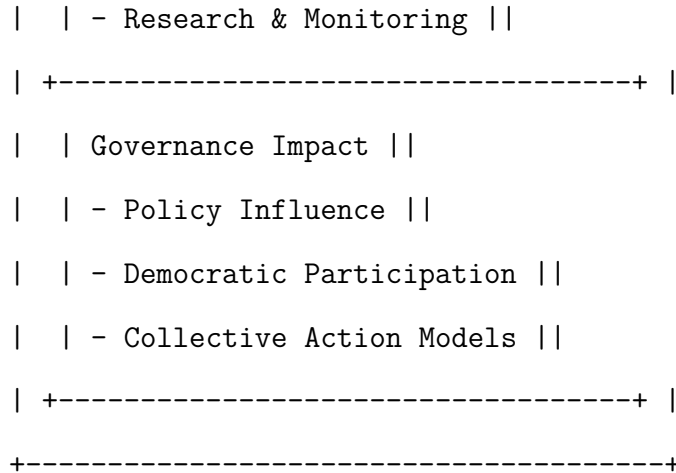 |  | - Research & Monitoring ||
| +-----------------------------------+ |
|  | Governance Impact ||
|  | - Policy Influence ||
|  | - Democratic Participation ||
|  | - Collective Action Models ||
| +-----------------------------------+ |
+---------------------------------------+